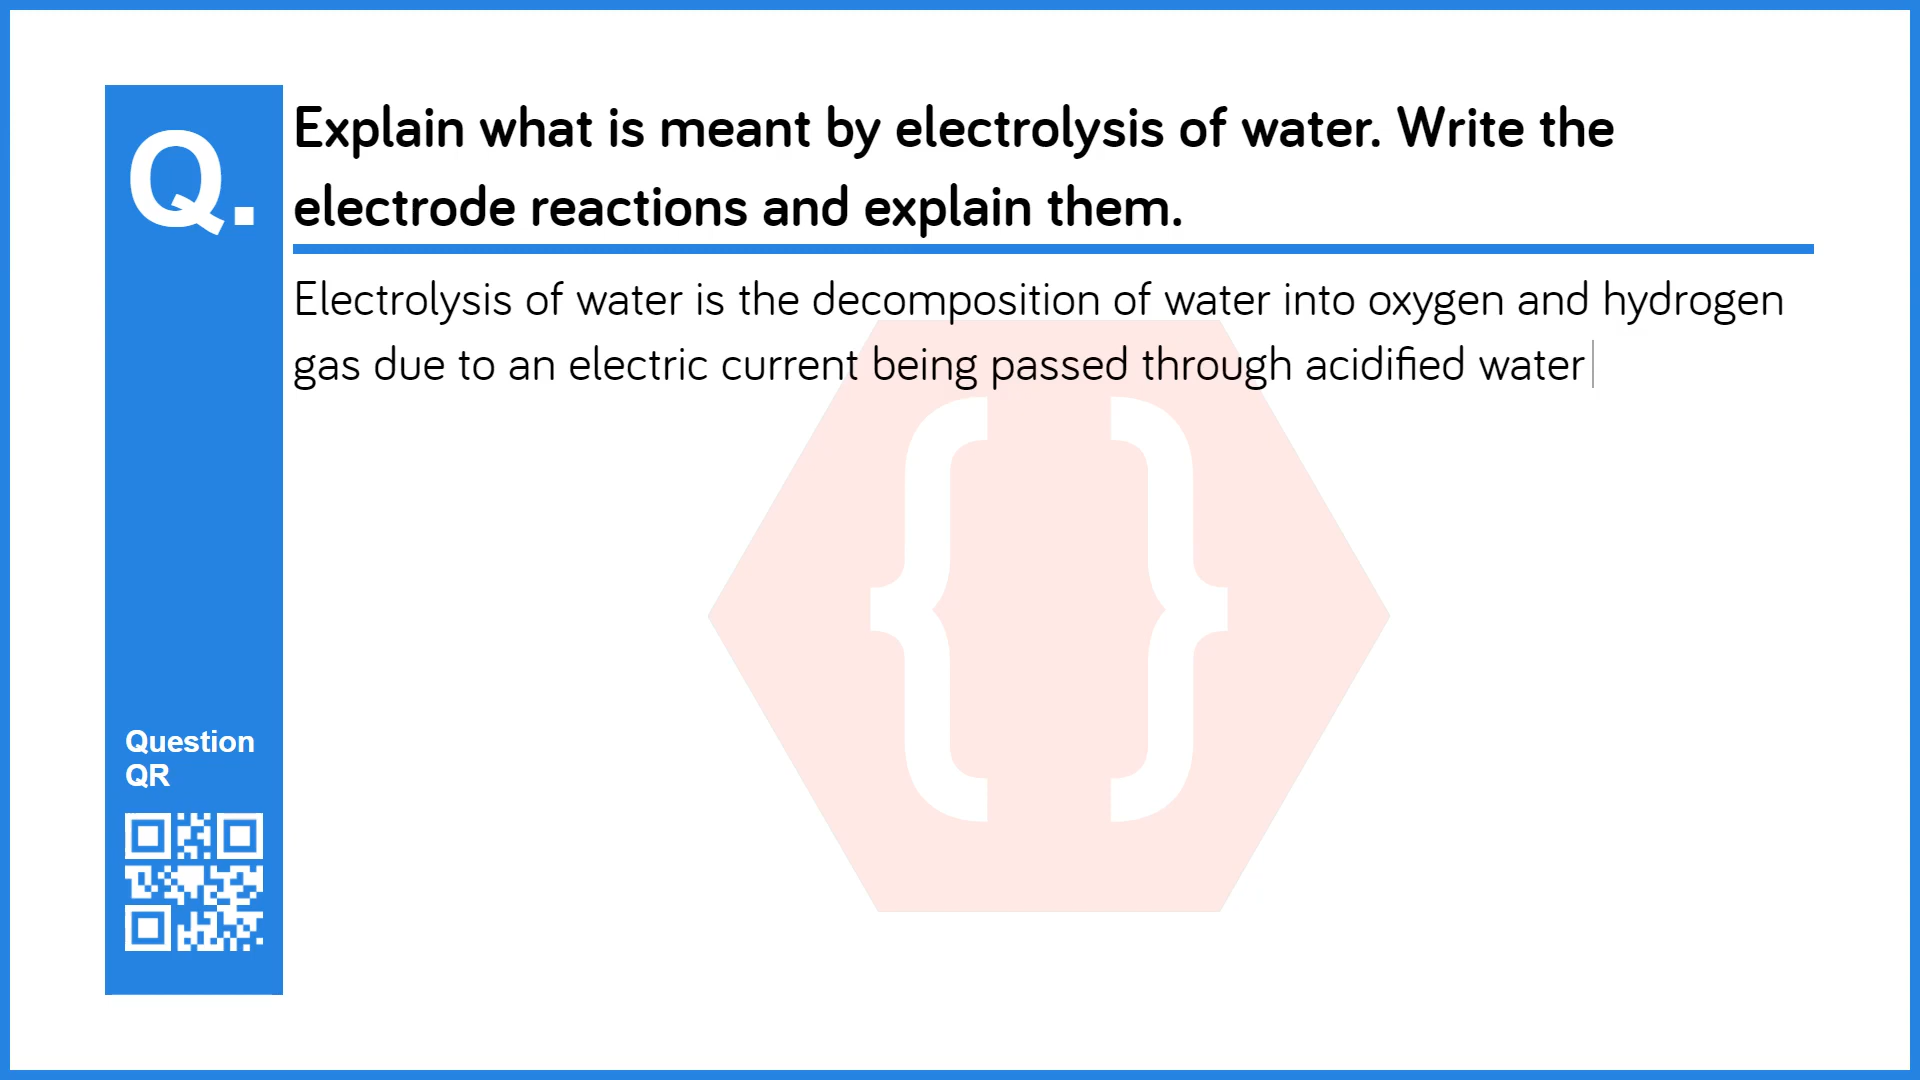 Q.
Explain what is meant by electrolysis of water. Write the
electrode reactions and explain them.
Electrolysis of water is the decomposition of water into oxygen and hydrogen
gas due to an electric current being passed through acidified water
{ }
Question
QR